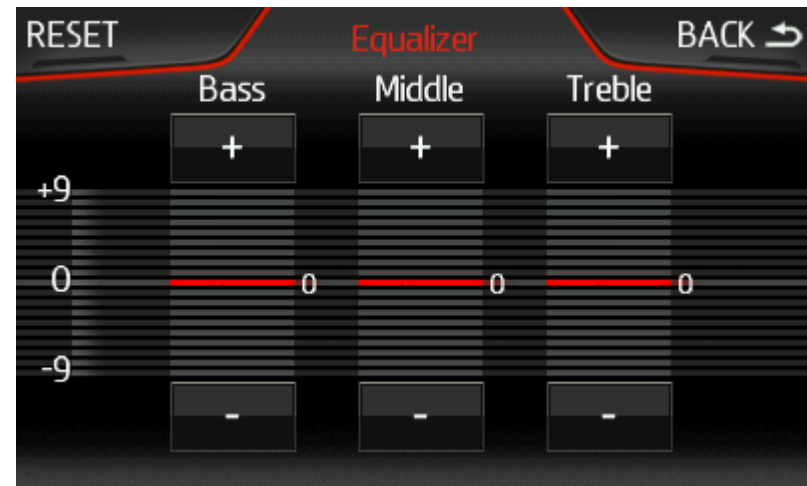 RESET Equalizer BACK
Bass Middle Treble
+ + +
+9
0 0 0 0
-9
- - -